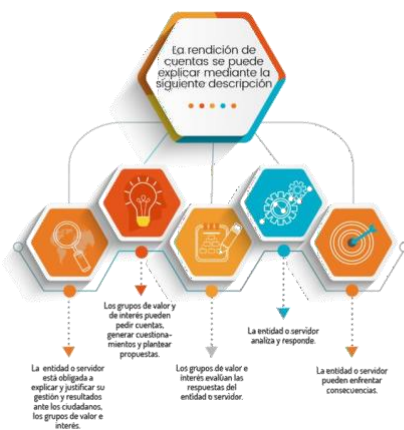 La rendición de
cuentas se puede
explicar mediante la
siguiente descripción
La entidad o servidor
está obligada a
explicar y justificar su
gestión y resultados
ante los ciudadanos,
los grupos de valor e
interés.
Los grupos de valor y
de interés pueden
pedir cuentas,
generar cuestiona-
mientos y plantear
propuestas.
Los grupos de valor e
interés evalúan las
respuestas del
entidad o servidor.
La entidad o servidor
analiza y responde.
La entidad o servidor
pueden enfrentar
consecuencias.